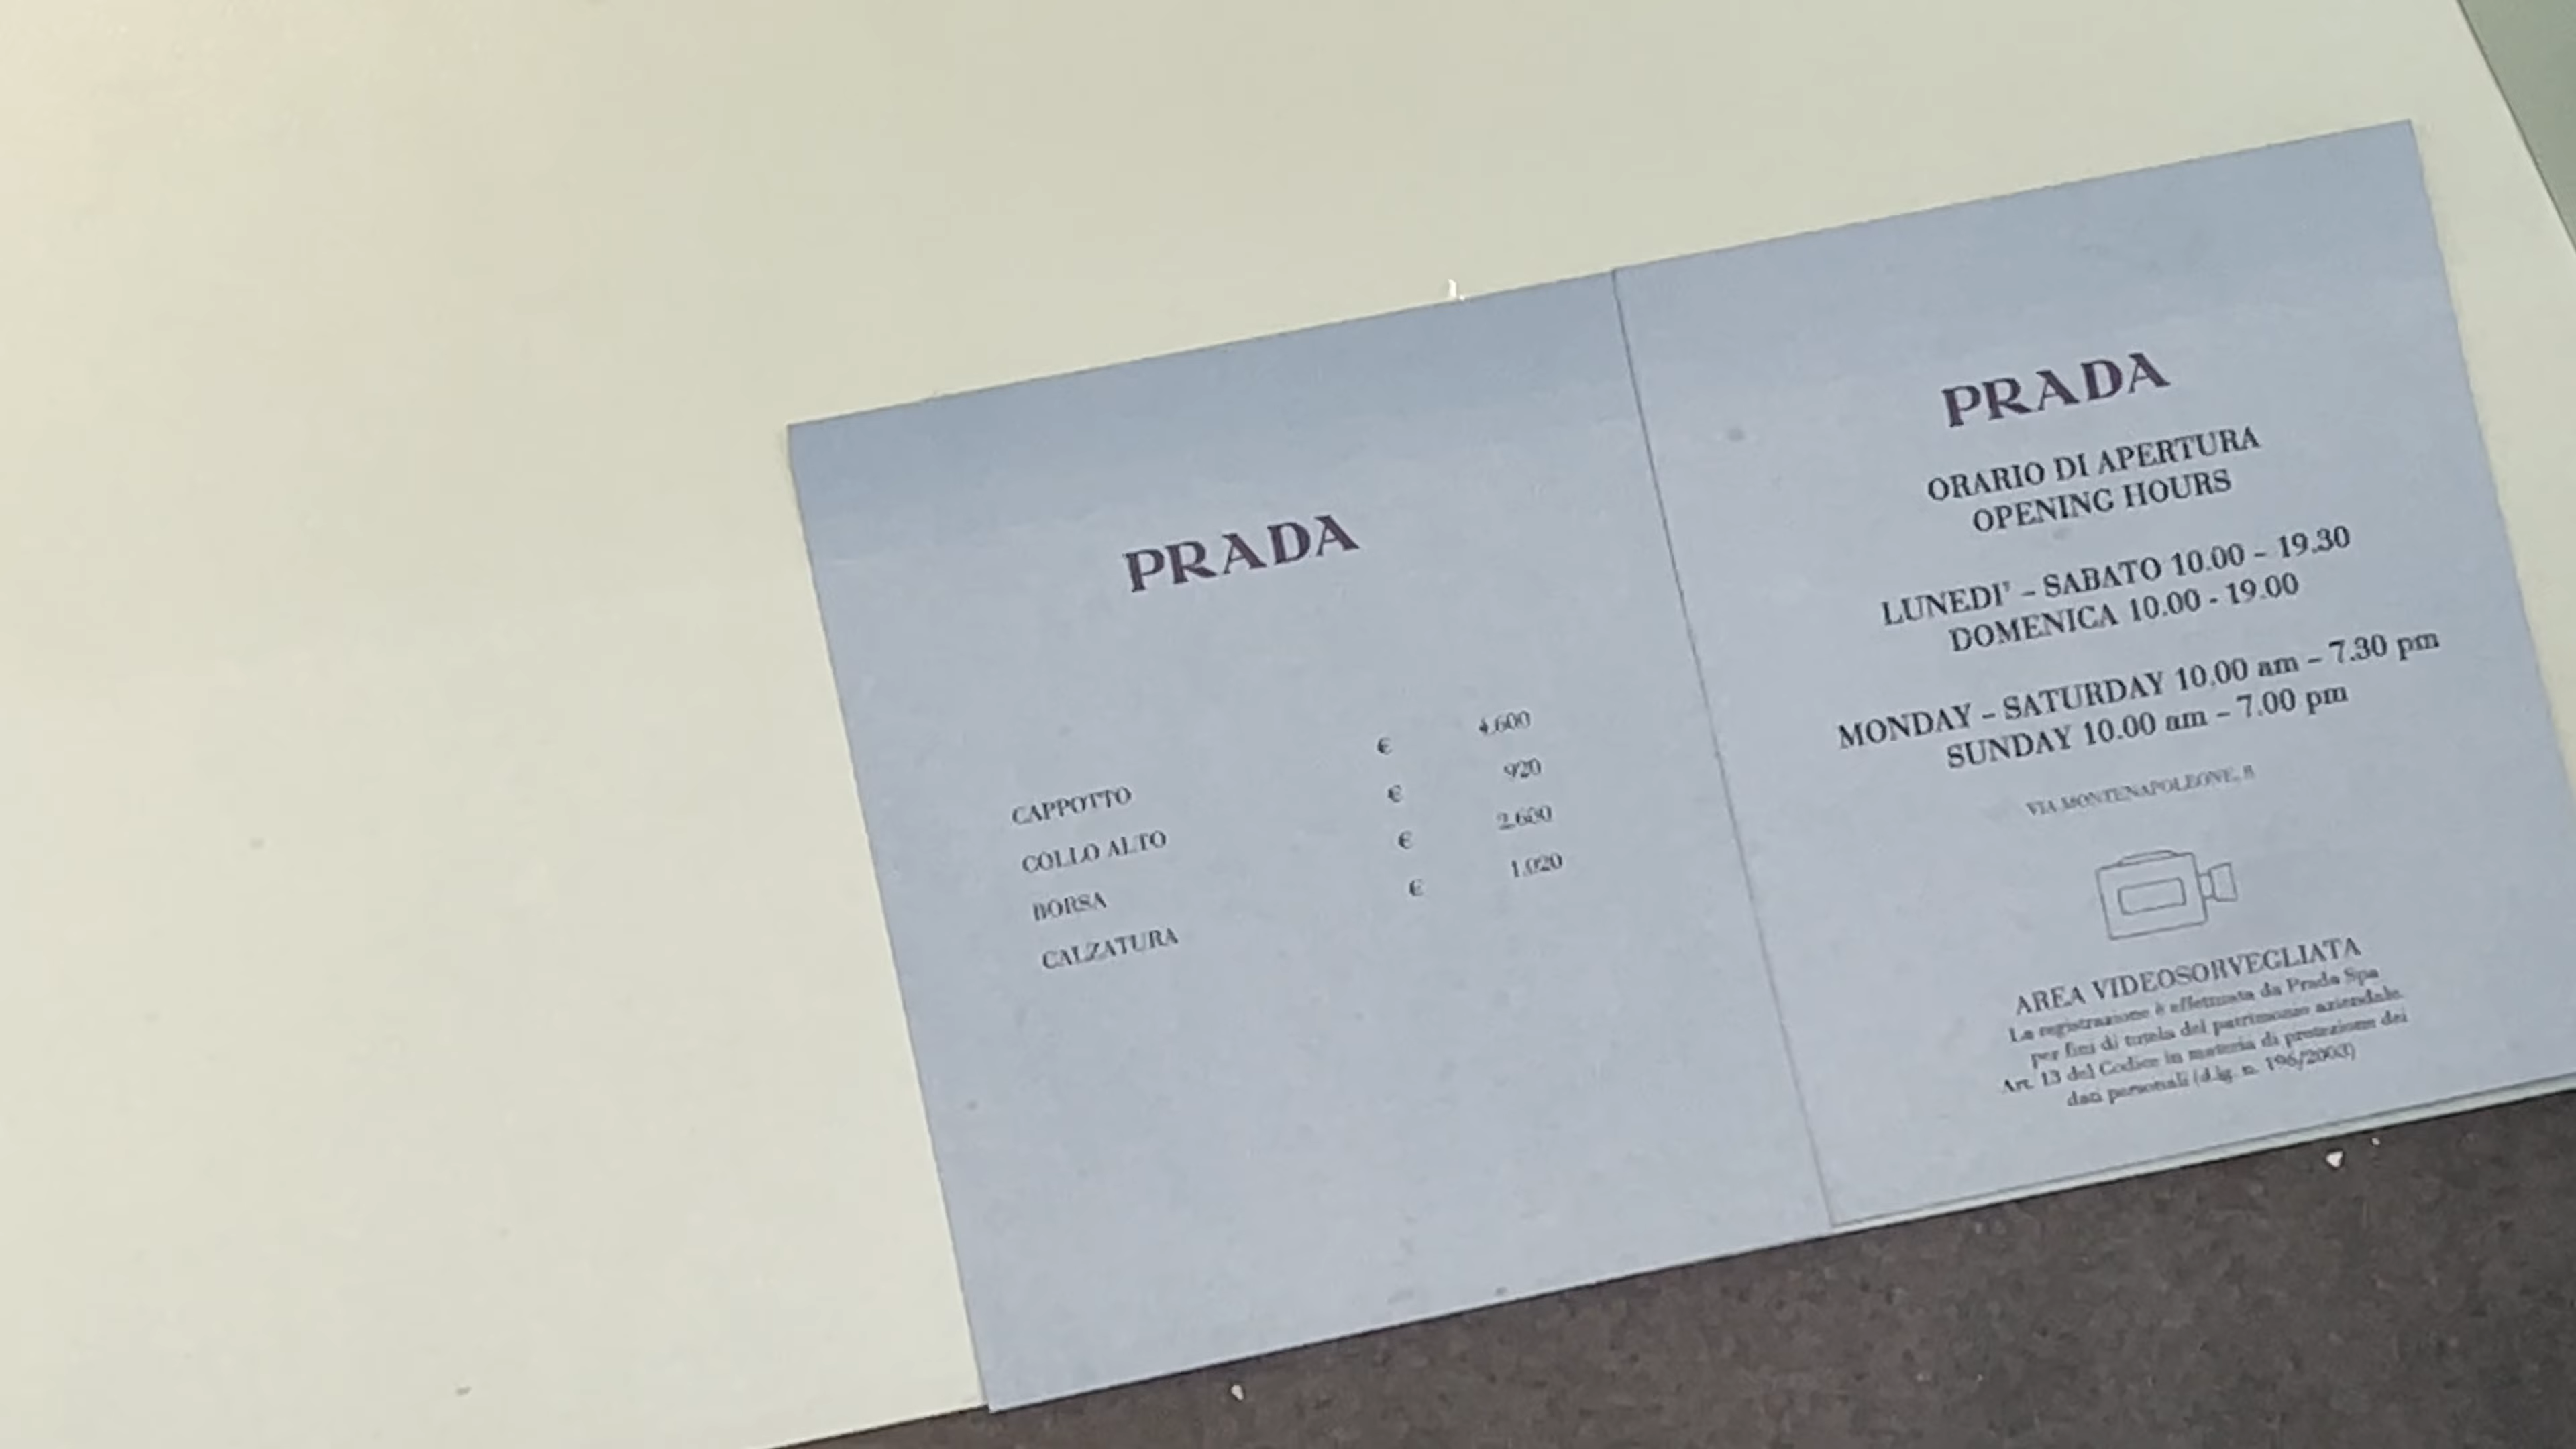 PRADA
CAPPOTTO € 4.600
COLLO ALTO € 920
BORSA € 2.600
CALZATURA € 1.020
PRADA
ORARIO DI APERTURA
OPENING HOURS
LUNEDI' – SABATO 10.00 – 19.30
DOMENICA 10.00 - 19.00
MONDAY – SATURDAY 10.00 am – 7.30 pm
SUNDAY 10.00 am – 7.00 pm
VIA MONTENAPOLEONE, 8
AREA VIDEOSORVEGLIATA
La registrazione è effettuata da Prada Spa
per fini di tutela del patrimonio aziendale.
Art. 13 del Codice in materia di protezione dei
dati personali (d.lg. n. 196/2003)